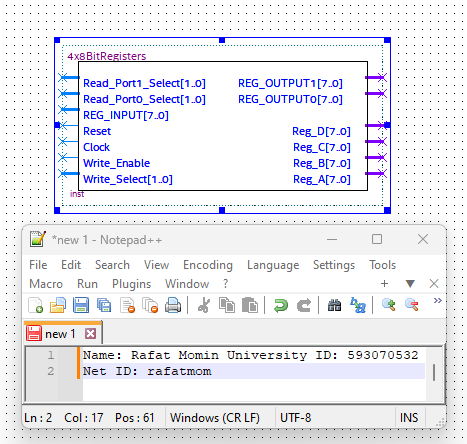 4x8BitRegisters
Read_Port1_Select[1..0] REG_OUTPUT1[7..0]
Read_Port0_Select[1..0] REG_OUTPUT0[7..0]
REG_INPUT[7..0]
Reset Reg_D[7..0]
Clock Reg_C[7..0]
Write_Enable Reg_B[7..0]
Write_Select[1..0] Reg_A[7..0]
inst
*new 1 - Notepad++
File Edit Search View Encoding Language Settings Tools
Macro Run Plugins Window ? + ▼ ×
new 1
1 Name: Rafat Momin University ID: 593070532
2 Net ID: rafatmom
Ln : 2 Col : 17 Pos : 61 Windows (CR LF) UTF-8 INS